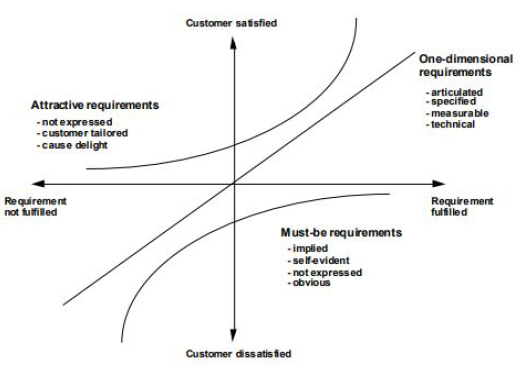 Customer satisfied
One-dimensional
requirements
- articulated
- specified
- measurable
- technical
Attractive requirements
- not expressed
- customer tailored
- cause delight
Requirement
not fulfilled
Requirement
fulfilled
Must-be requirements
- implied
- self-evident
- not expressed
- obvious
Customer dissatisfied